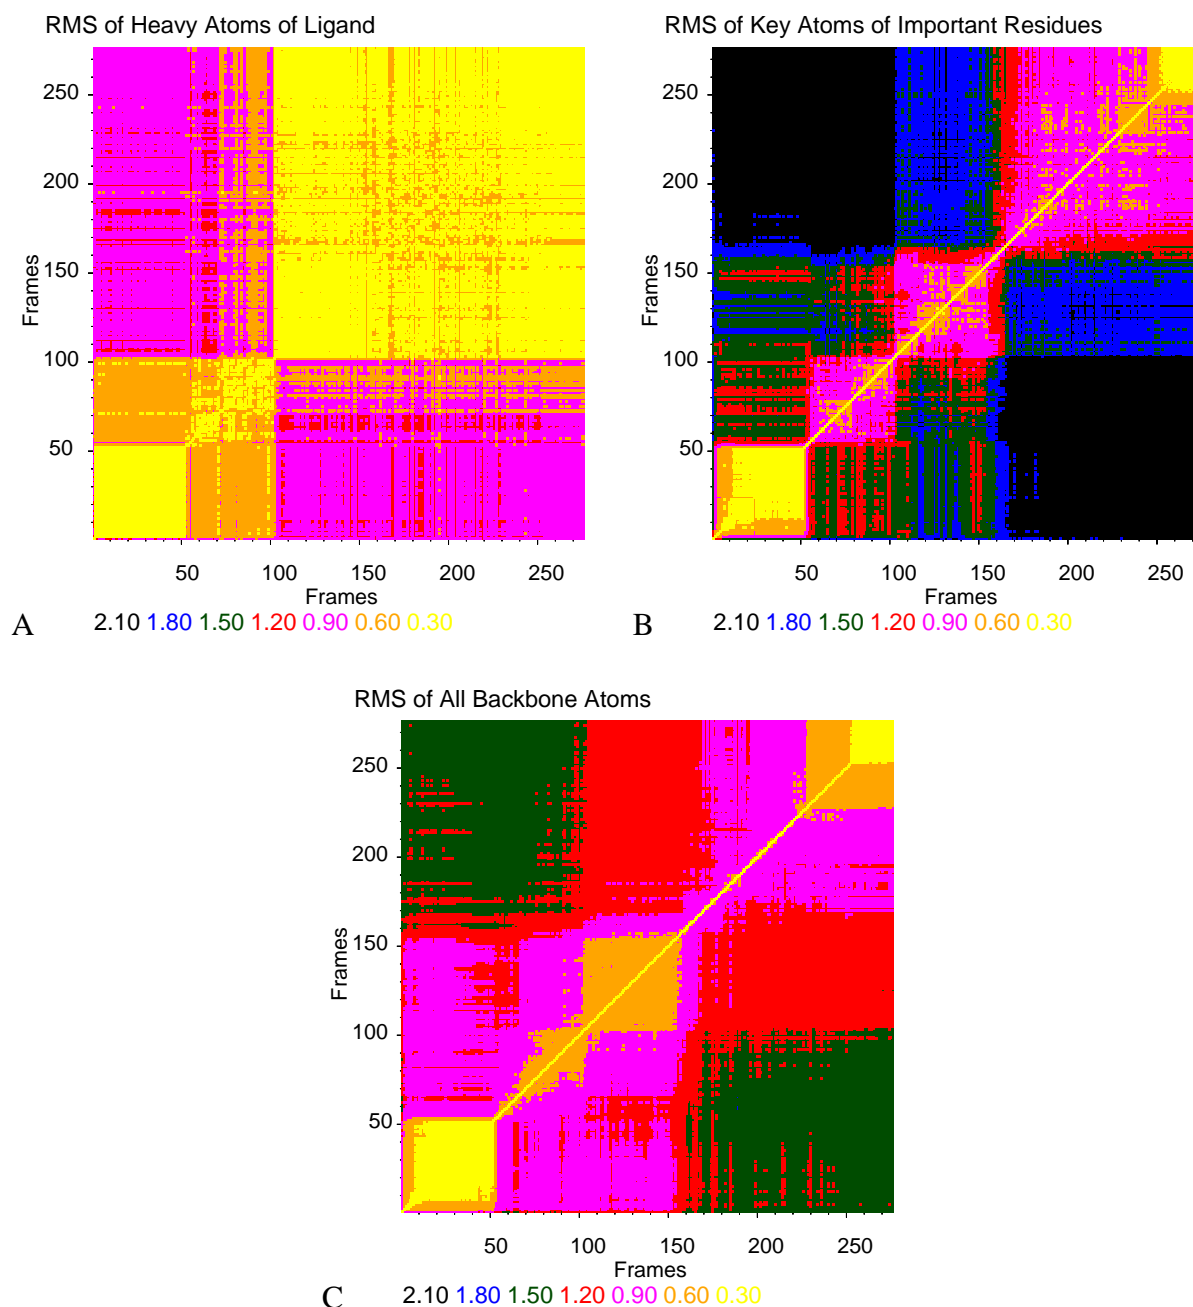 RMS of Heavy Atoms of Ligand
250
200
150
100
50
Frames
50 100 150 200 250
Frames
A 2.10 1.80 1.50 1.20 0.90 0.60 0.30
RMS of Key Atoms of Important Residues
250
200
150
100
50
Frames
50 100 150 200 250
Frames
B 2.10 1.80 1.50 1.20 0.90 0.60 0.30
RMS of All Backbone Atoms
250
200
150
100
50
Frames
50 100 150 200 250
Frames
C 2.10 1.80 1.50 1.20 0.90 0.60 0.30